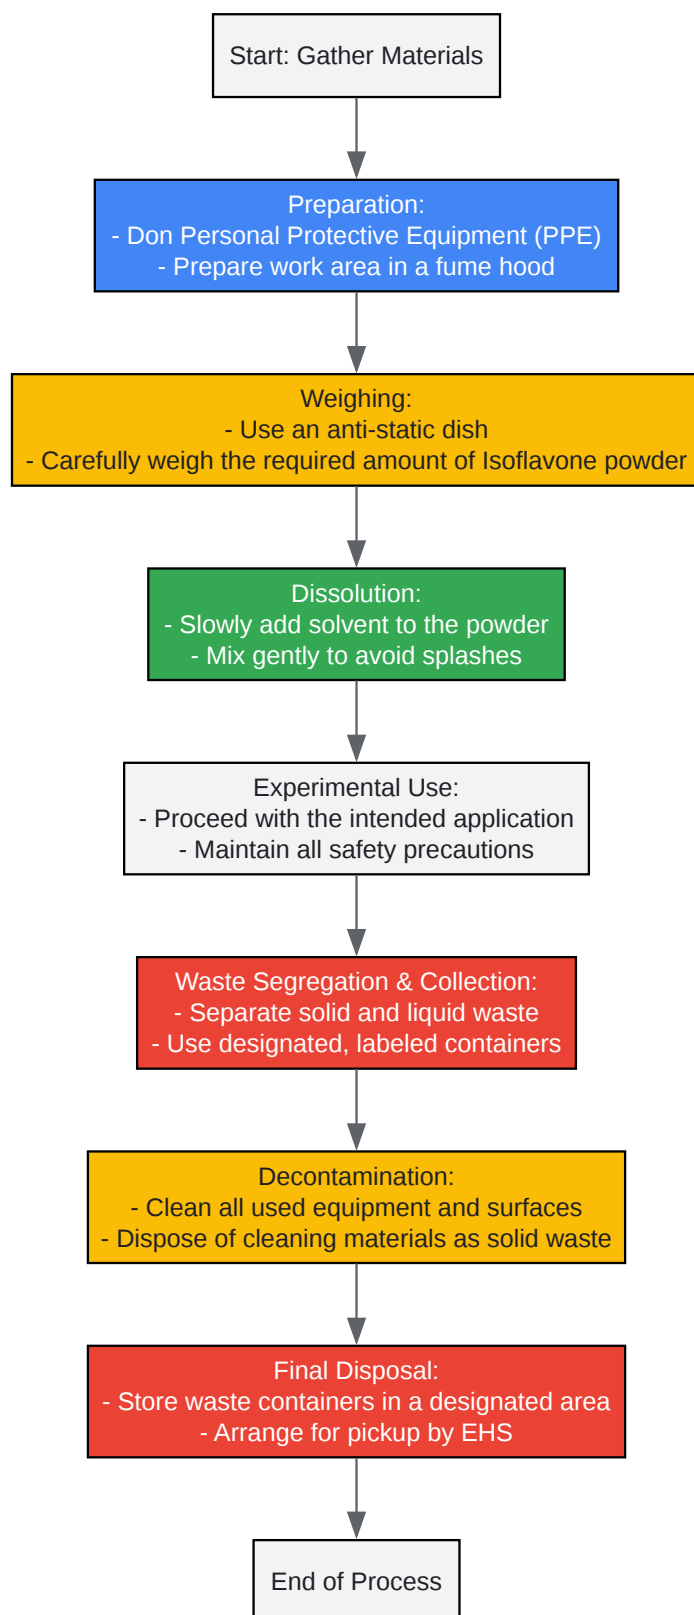 Start: Gather Materials
Preparation:
- Don Personal Protective Equipment (PPE)
- Prepare work area in a fume hood
Weighing:
- Use an anti-static dish
- Carefully weigh the required amount of Isoflavone powder
Dissolution:
- Slowly add solvent to the powder
- Mix gently to avoid splashes
Experimental Use:
- Proceed with the intended application
- Maintain all safety precautions
Waste Segregation & Collection:
- Separate solid and liquid waste
- Use designated, labeled containers
Decontamination:
- Clean all used equipment and surfaces
- Dispose of cleaning materials as solid waste
Final Disposal:
- Store waste containers in a designated area
- Arrange for pickup by EHS
End of Process